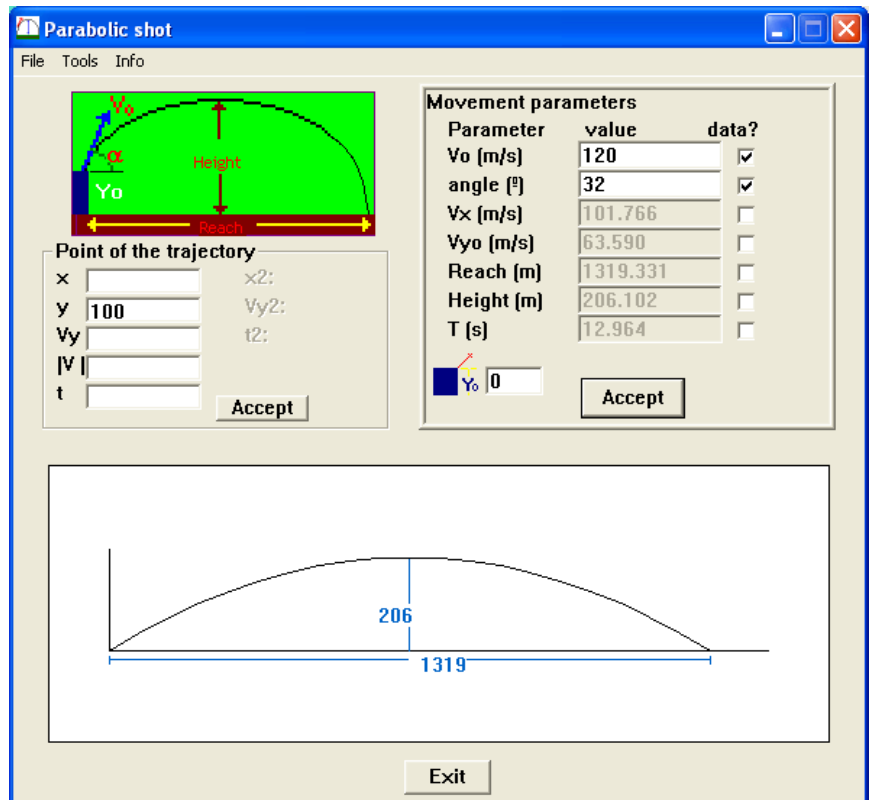 Parabolic shot
File Tools Info
Vo
α
Height
Yo
Reach
Movement parameters
Parameter value data?
Vo (m/s) 120
angle (º) 32
Vx (m/s) 101.766
Vyo (m/s) 63.590
Reach (m) 1319.331
Height (m) 206.102
T (s) 12.964
Yo 0
Accept
Point of the trajectory
x x2:
y 100 Vy2:
Vy t2:
|V|
t
Accept
206
1319
Exit